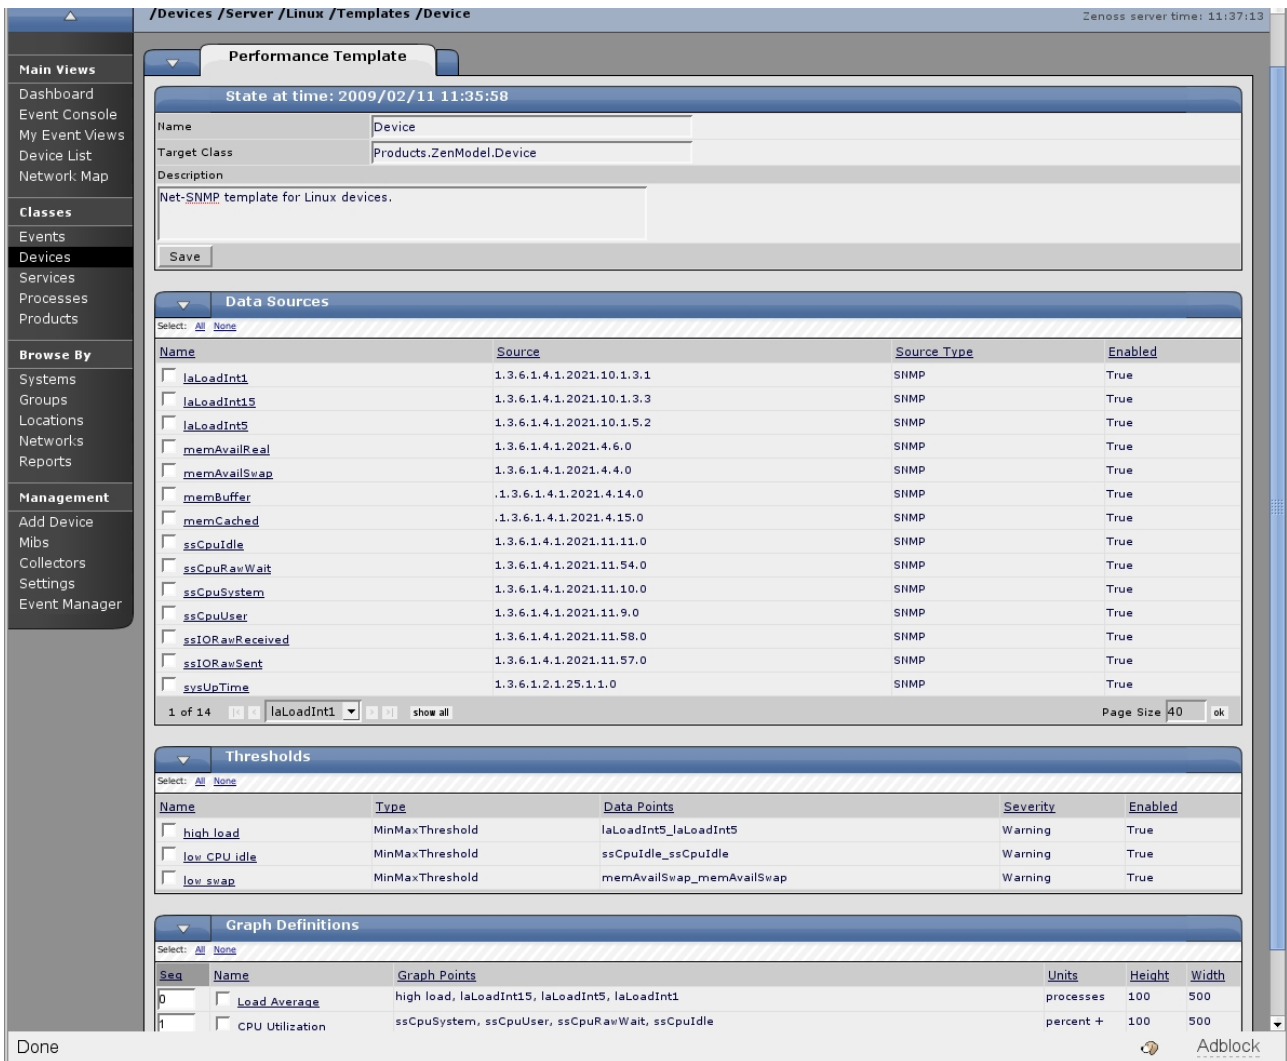 /Devices /Server /Linux /Templates /Device
Zenoss server time: 11:37:13
Main Views
Dashboard
Event Console
My Event Views
Device List
Network Map
Classes
Events
Devices
Services
Processes
Products
Browse By
Systems
Groups
Locations
Networks
Reports
Management
Add Device
Mibs
Collectors
Settings
Event Manager
Performance Template
State at time: 2009/02/11 11:35:58
Name Device
Target Class Products.ZenModel.Device
Description
Net-SNMP template for Linux devices.
Save
Data Sources
Select: All None
Name Source Source Type Enabled
laLoadInt1 1.3.6.1.4.1.2021.10.1.3.1 SNMP True
laLoadInt15 1.3.6.1.4.1.2021.10.1.3.3 SNMP True
laLoadInt5 1.3.6.1.4.1.2021.10.1.5.2 SNMP True
memAvailReal 1.3.6.1.4.1.2021.4.6.0 SNMP True
memAvailSwap 1.3.6.1.4.1.2021.4.4.0 SNMP True
memBuffer .1.3.6.1.4.1.2021.4.14.0 SNMP True
memCached .1.3.6.1.4.1.2021.4.15.0 SNMP True
ssCpuIdle 1.3.6.1.4.1.2021.11.11.0 SNMP True
ssCpuRawWait 1.3.6.1.4.1.2021.11.54.0 SNMP True
ssCpuSystem 1.3.6.1.4.1.2021.11.10.0 SNMP True
ssCpuUser 1.3.6.1.4.1.2021.11.9.0 SNMP True
ssIORawReceived 1.3.6.1.4.1.2021.11.58.0 SNMP True
ssIORawSent 1.3.6.1.4.1.2021.11.57.0 SNMP True
sysUpTime 1.3.6.1.2.1.25.1.1.0 SNMP True
1 of 14 laLoadInt1 show all Page Size 40 ok
Thresholds
Select: All None
Name Type Data Points Severity Enabled
high load MinMaxThreshold laLoadInt5_laLoadInt5 Warning True
low CPU idle MinMaxThreshold ssCpuIdle_ssCpuIdle Warning True
low swap MinMaxThreshold memAvailSwap_memAvailSwap Warning True
Graph Definitions
Select: All None
Seq Name Graph Points Units Height Width
0 Load Average high load, laLoadInt15, laLoadInt5, laLoadInt1 processes 100 500
1 CPU Utilization ssCpuSystem, ssCpuUser, ssCpuRawWait, ssCpuIdle percent + 100 500
Done
Adblock